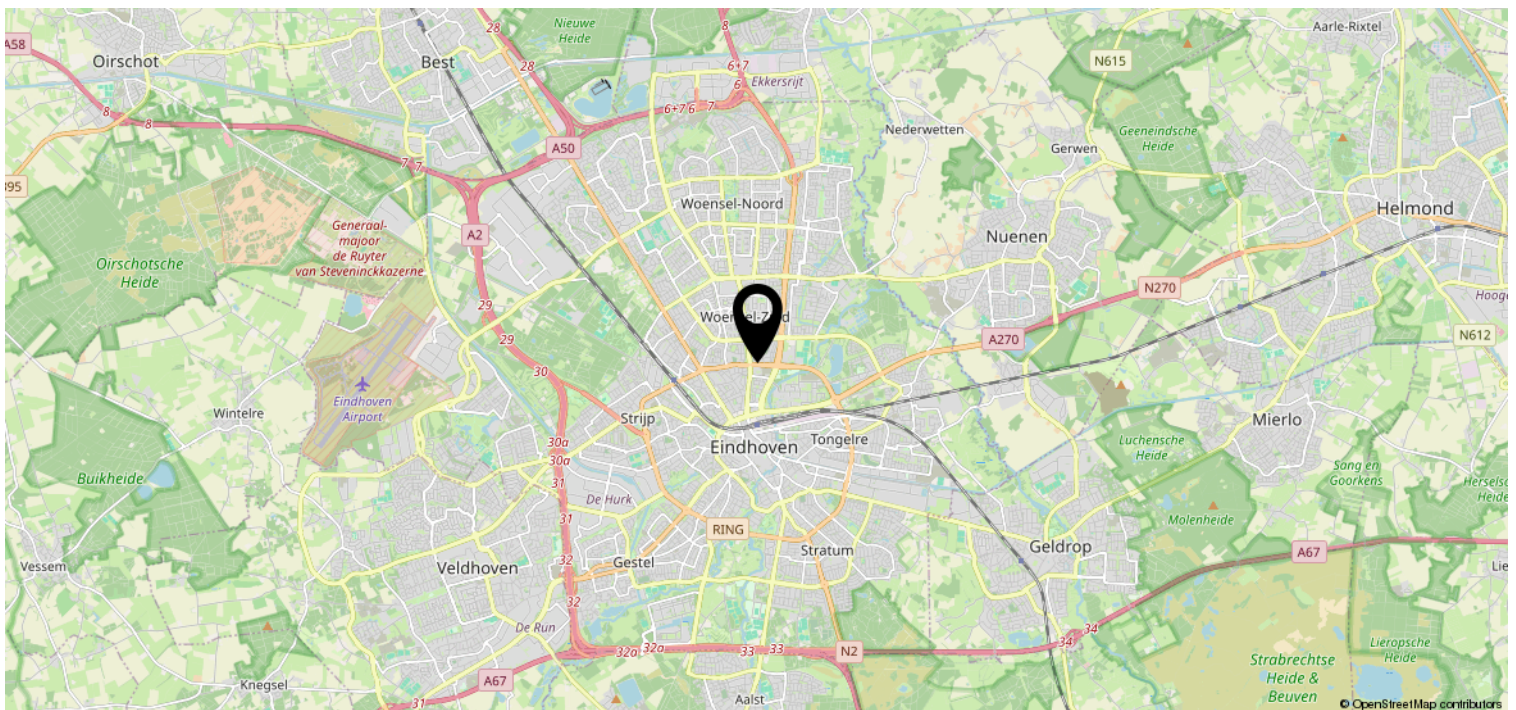 28
Nieuwe
Heide
8
Aarle-Rixtel
A58
Oirschot
Best
28
6+7
6
Ekkersrijt
N615
8
8
6+7 6
7
Nederwetten
Geeneindsche
Heide
A50
Gerwen
7
7
395
Woensel-Noord
Helmond
Generaal-
majoor
de Ruyter
van Steveninckkazerne
A2
Nuenen
Oirschotsche
Heide
29
N270
29
A270
N612
30
Eindhoven
Airport
Wintelre
Strijp
Mierlo
30a
Eindhoven
Tongelre
Luchensche
Heide
30a
Buikheide
31
De Hurk
Sang en
Goorkens
31
RING
Molenheide
Vessem
32
Gestel
Stratum
Geldrop
A67
Veldhoven
32
De Run
34
34
32a
32a
33
33
N2
Lieropsche
Heide
Strabrechtse
Heide &
Beuven
Knegsel
A67
31
Aalst
© OpenStreetMap contributors